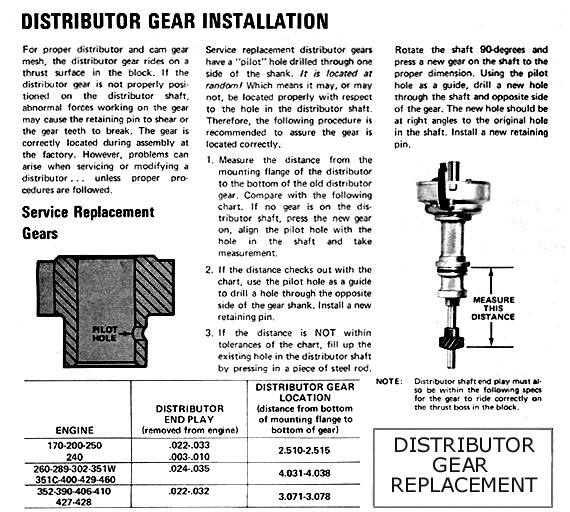 DISTRIBUTOR GEAR INSTALLATION
For proper distributor and cam gear
mesh, the distributor gear rides on a
thrust surface in the block. If the
distributor gear is not properly posi-
tioned on the distributor shaft,
abnormal forces working on the gear
may cause the retaining pin to shear or
the gear teeth to break. The gear is
correctly located during assembly at
the factory. However, problems can
arise when servicing or modifying a
distributor . . . unless proper pro-
cedures are followed.
Service Replacement
Gears
PILOT
HOLE
Service replacement distributor gears
have a "pilot" hole drilled through one
side of the shank. It is located at
random! Which means it may, or may
not, be located properly with respect
to the hole in the distributor shaft.
Therefore, the following procedure is
recommended to assure the gear is
located correctly.
1. Measure the distance from the
mounting flange of the distributor
to the bottom of the old distributor
gear. Compare with the following
chart. If no gear is on the dis-
tributor shaft, press the new gear
on, align the pilot hole with the
hole in the shaft and take
measurement.
2. If the distance checks out with the
chart, use the pilot hole as a guide
to drill a hole through the opposite
side of the gear shank. Install a new
retaining pin.
3. If the distance is NOT within
tolerances of the chart, fill up the
existing hole in the distributor shaft
by pressing in a piece of steel rod.
Rotate the shaft 90-degrees and
press a new gear on the shaft to the
proper dimension. Using the pilot
hole as a guide, drill a new hole
through the shaft and opposite side
of the gear. The new hole should be
at right angles to the original hole
in the shaft. Install a new retaining
pin.
MEASURE
THIS
DISTANCE
NOTE: Distributor shaft end play must al-
so be within the following specs
for the gear to ride correctly on
the thrust boss in the block.
ENGINE
DISTRIBUTOR
END PLAY
(removed from engine)
DISTRIBUTOR GEAR
LOCATION
(distance from bottom
of mounting flange to
bottom of gear)
170-200-250 .022-.033
240 .003-.010
2.510-2.515
260-289-302-351W .024-.035
351C-400-429-460
4.031-4.038
352-390-406-410 .022-.032
427-428
3.071-3.078
DISTRIBUTOR
GEAR
REPLACEMENT